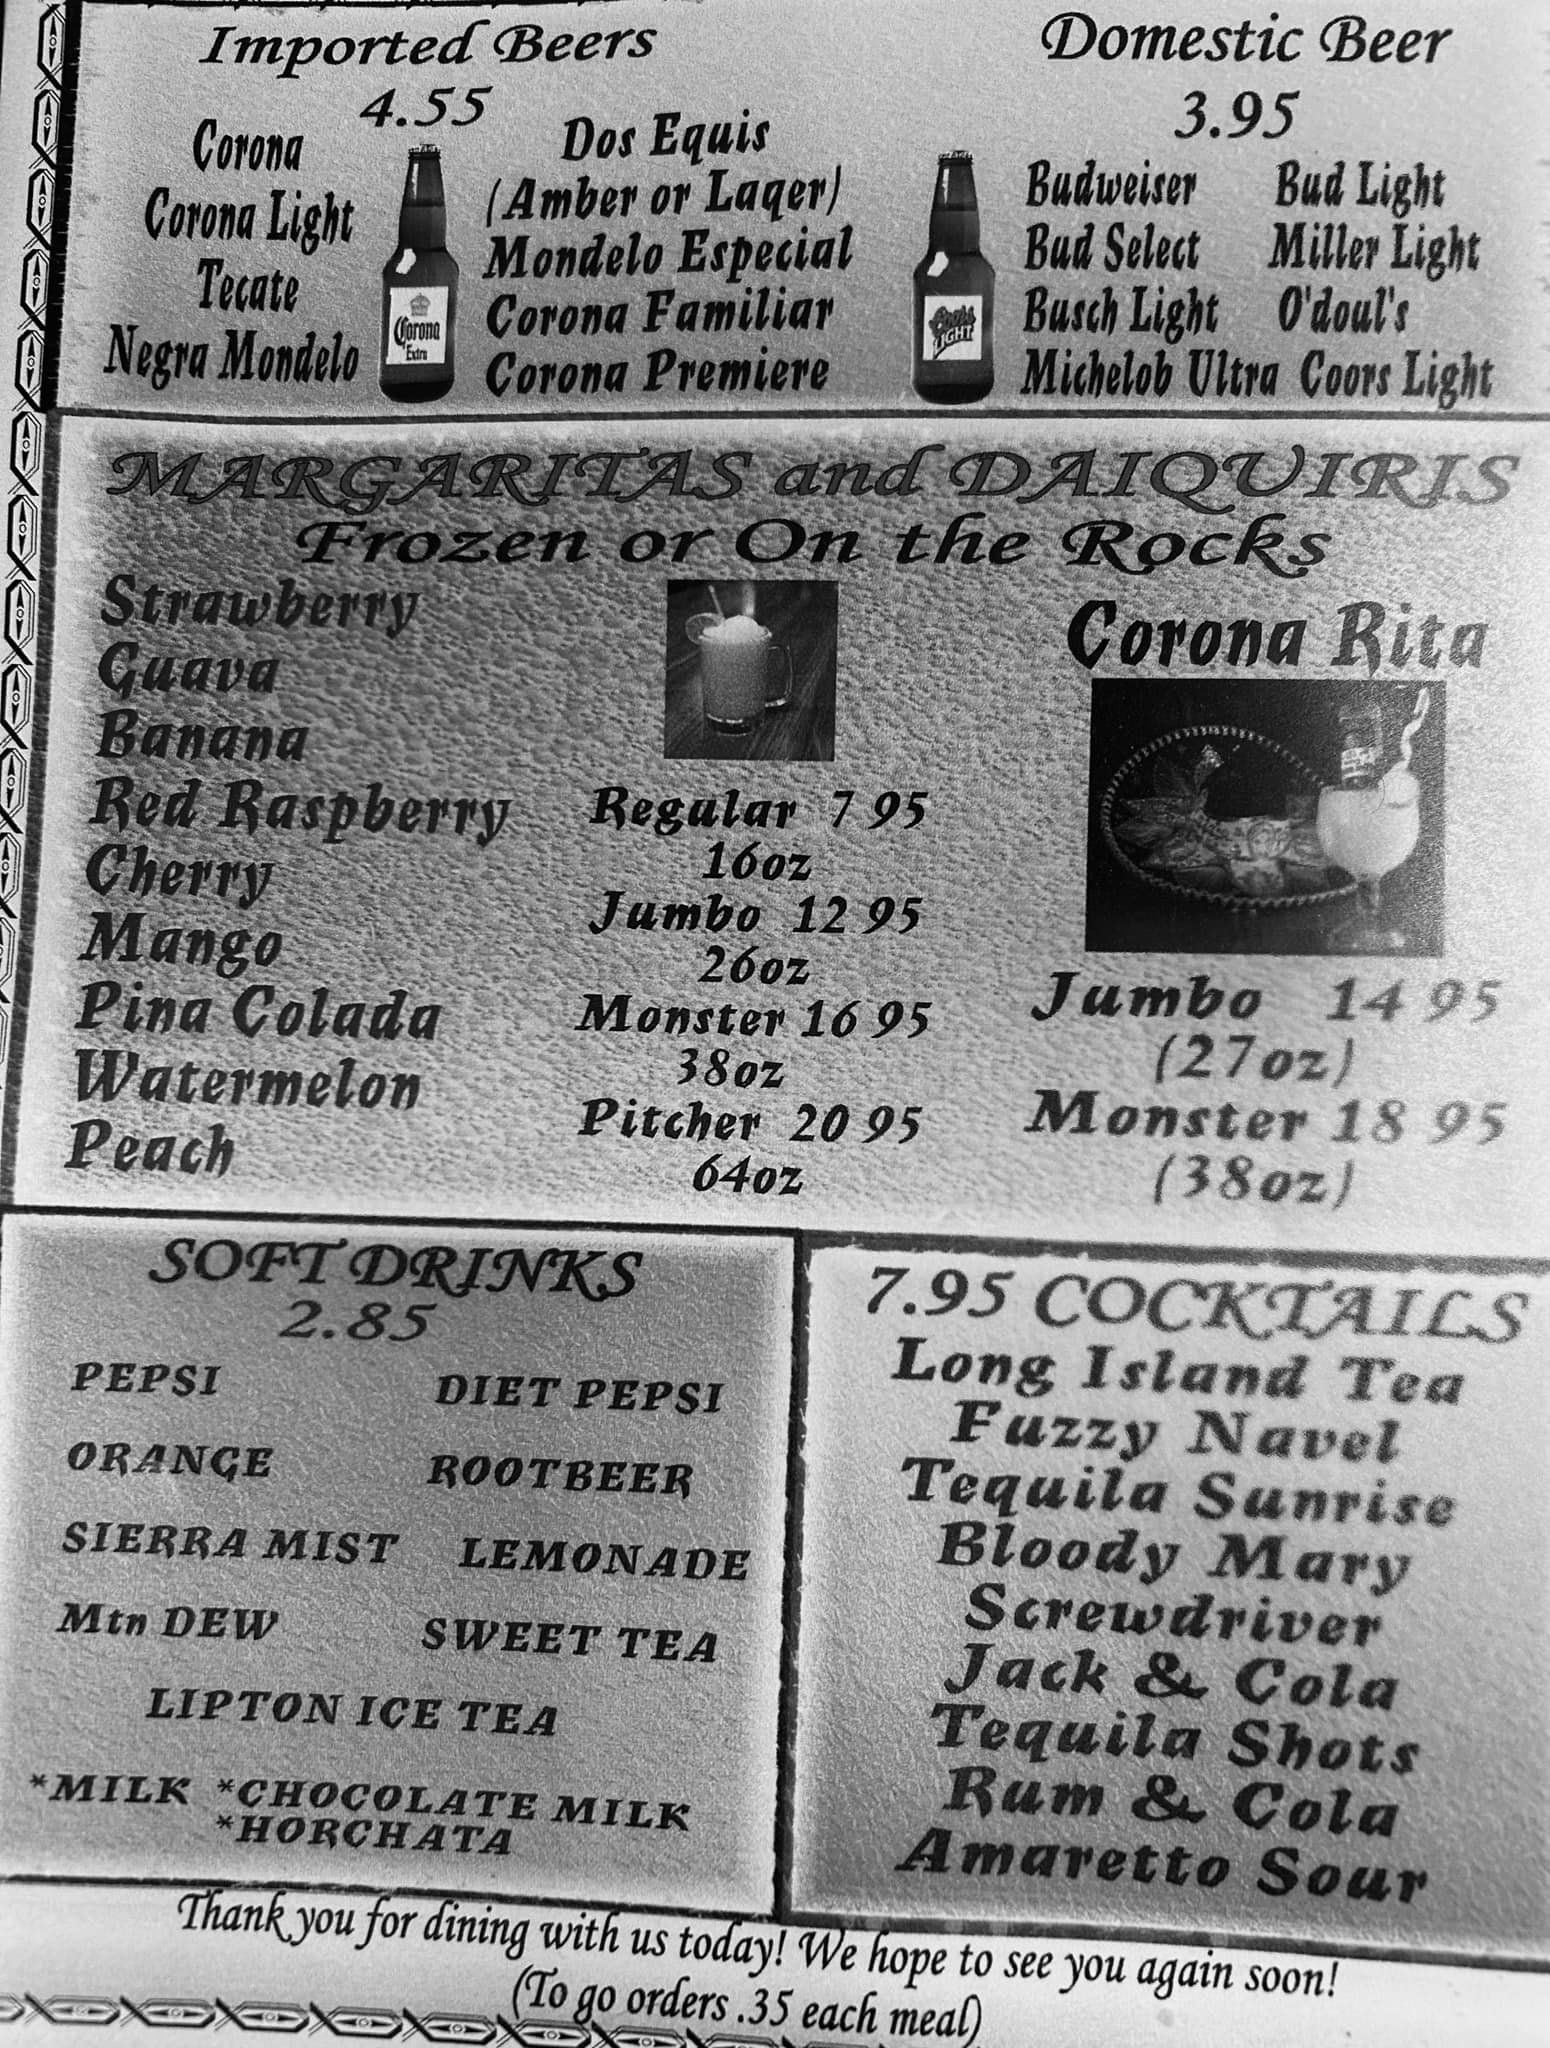 Imported Beers
4.55
Corona
Corona Light
Tecate
Negra Mondelo
Corona
Extra
Dos Equis
(Amber or Laqer)
Mondelo Especial
Corona Familiar
Corona Premiere
Domestic Beer
3.95
Coors
LIGHT
Budweiser Bud Light
Bud Select Miller Light
Busch Light O'doul's
Michelob Ultra Coors Light
MARGARITAS and DAIQUIRIS
Frozen or On the Rocks
Strawberry
Guava
Banana
Red Raspberry
Cherry
Mango
Pina Colada
Watermelon
Peach
Regular 7 95
16oz
Jumbo 12 95
26oz
Monster 16 95
38oz
Pitcher 20 95
64oz
Corona Rita
Jumbo 14 95
(27oz)
Monster 18 95
(38oz)
SOFT DRINKS
2.85
PEPSI DIET PEPSI
ORANGE ROOTBEER
SIERRA MIST LEMONADE
Mtn DEW SWEET TEA
LIPTON ICE TEA
*MILK *CHOCOLATE MILK
*HORCHATA
7.95 COCKTAILS
Long Island Tea
Fuzzy Navel
Tequila Sunrise
Bloody Mary
Screwdriver
Jack & Cola
Tequila Shots
Rum & Cola
Amaretto Sour
Thank you for dining with us today! We hope to see you again soon!
(To go orders .35 each meal)